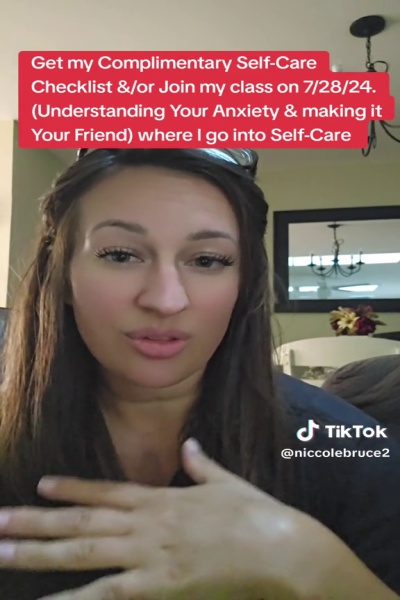 Get my Complimentary Self-Care
Checklist &/or Join my class on 7/28/24.
(Understanding Your Anxiety & making it
Your Friend) where I go into Self-Care
TikTok
@niccolebruce2